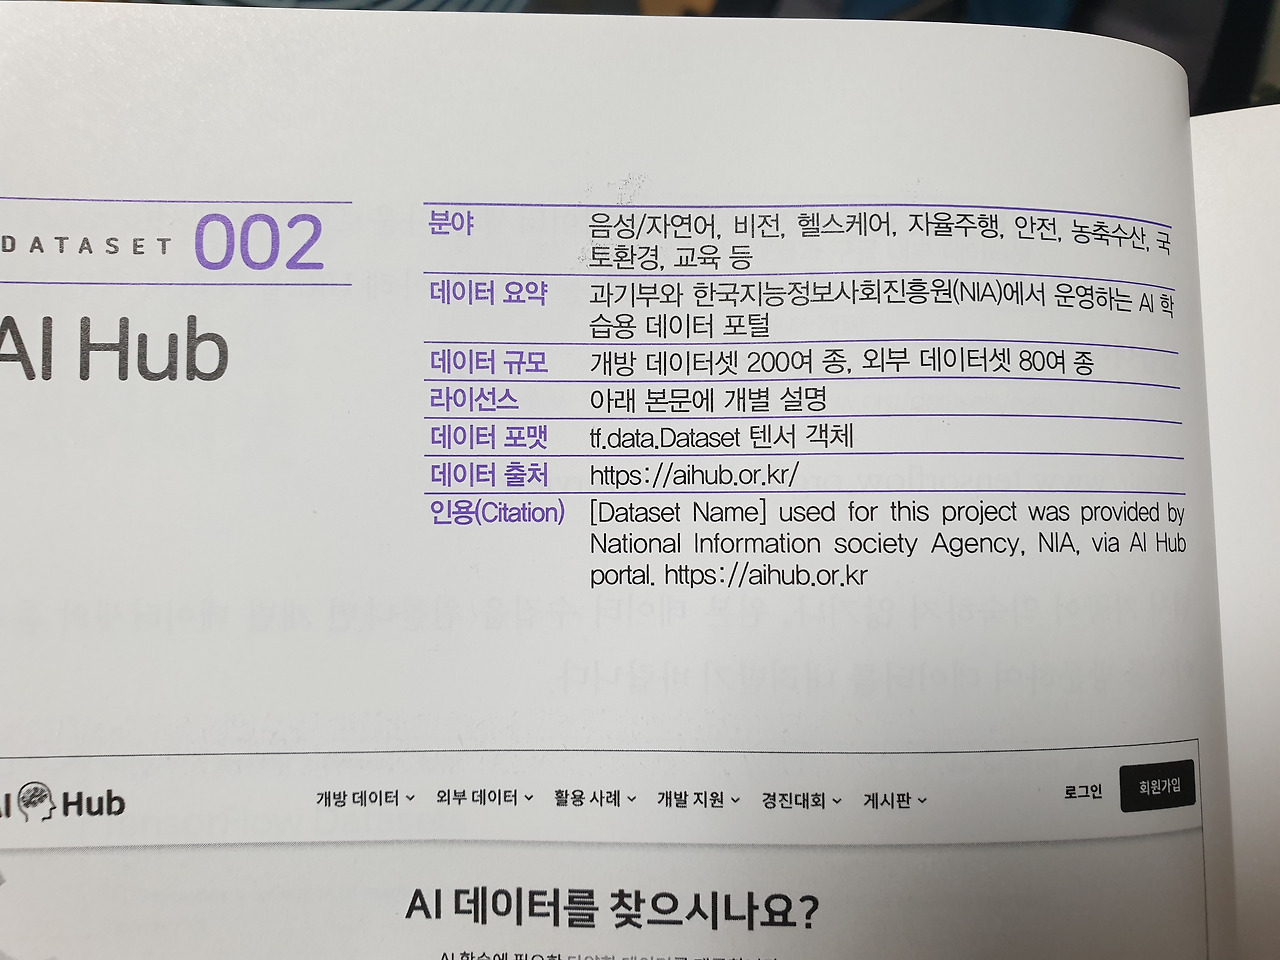 DATASET 002
AI Hub
분야 음성/자연어, 비전, 헬스케어, 자율주행, 안전, 농축수산, 국
토환경, 교육 등
데이터 요약 과기부와 한국지능정보사회진흥원(NIA)에서 운영하는 AI 학
습용 데이터 포털
데이터 규모 개방 데이터셋 200여 종, 외부 데이터셋 80여 종
라이선스 아래 본문에 개별 설명
데이터 포맷 tf.data.Dataset 텐서 객체
데이터 출처 https://aihub.or.kr/
인용(Citation) [Dataset Name] used for this project was provided by
National Information society Agency, NIA, via AI Hub
portal. https://aihub.or.kr
AI Hub 개방 데이터 외부 데이터 활용 사례 개발 지원 경진대회 게시판 로그인 회원가입
AI 데이터를 찾으시나요?